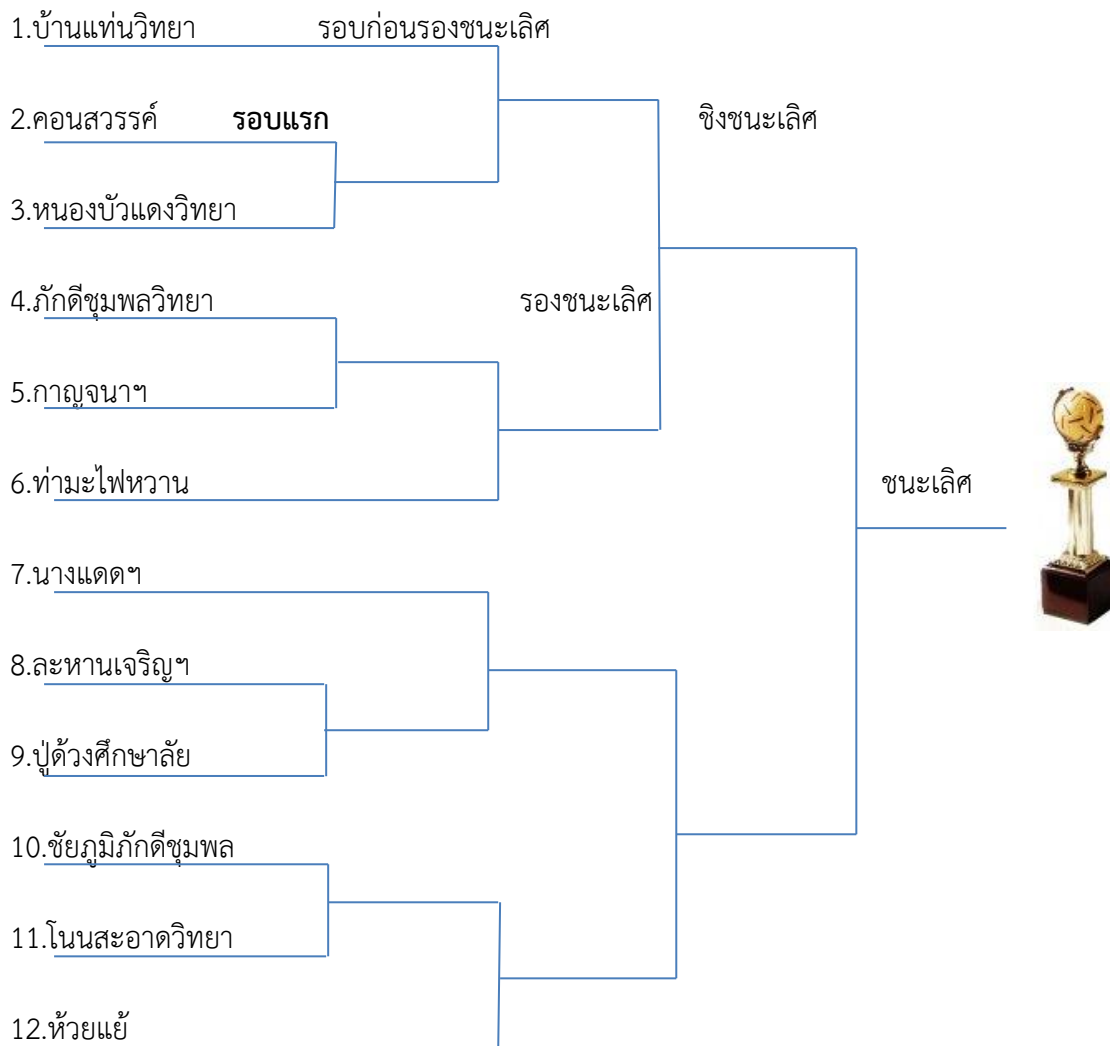 1.บ้านแท่นวิทยา รอบก่อนรองชนะเลิศ
2.คอนสวรรค์ รอบแรก ชิงชนะเลิศ
3.หนองบัวแดงวิทยา
4.ภักดีชุมพลวิทยา รองชนะเลิศ
5.กาญจนาฯ
6.ท่ามะไฟหวาน ชนะเลิศ
7.นางแดดฯ
8.ละหานเจริญฯ
9.ปู่ด้วงศึกษาลัย
10.ชัยภูมิภักดีชุมพล
11.โนนสะอาดวิทยา
12.ห้วยแย้